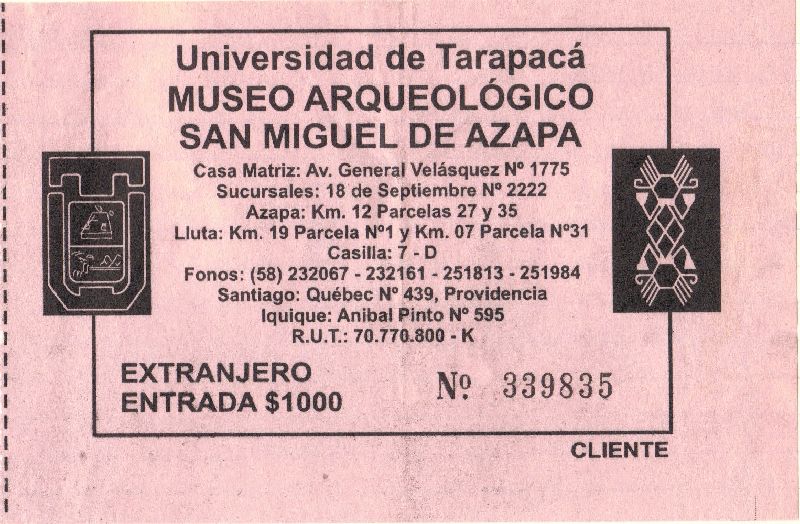 Universidad de Tarapacá
MUSEO ARQUEOLÓGICO
SAN MIGUEL DE AZAPA
Casa Matriz: Av. General Velásquez Nº 1775
Sucursales: 18 de Septiembre Nº 2222
Azapa: Km. 12 Parcelas 27 y 35
Lluta: Km. 19 Parcela Nº1 y Km. 07 Parcela Nº31
Casilla: 7 - D
Fonos: (58) 232067 - 232161 - 251813 - 251984
Santiago: Québec Nº 439, Providencia
Iquique: Anibal Pinto Nº 595
R.U.T.: 70.770.800 - K
EXTRANJERO
ENTRADA $1000
Nº. 339835
CLIENTE